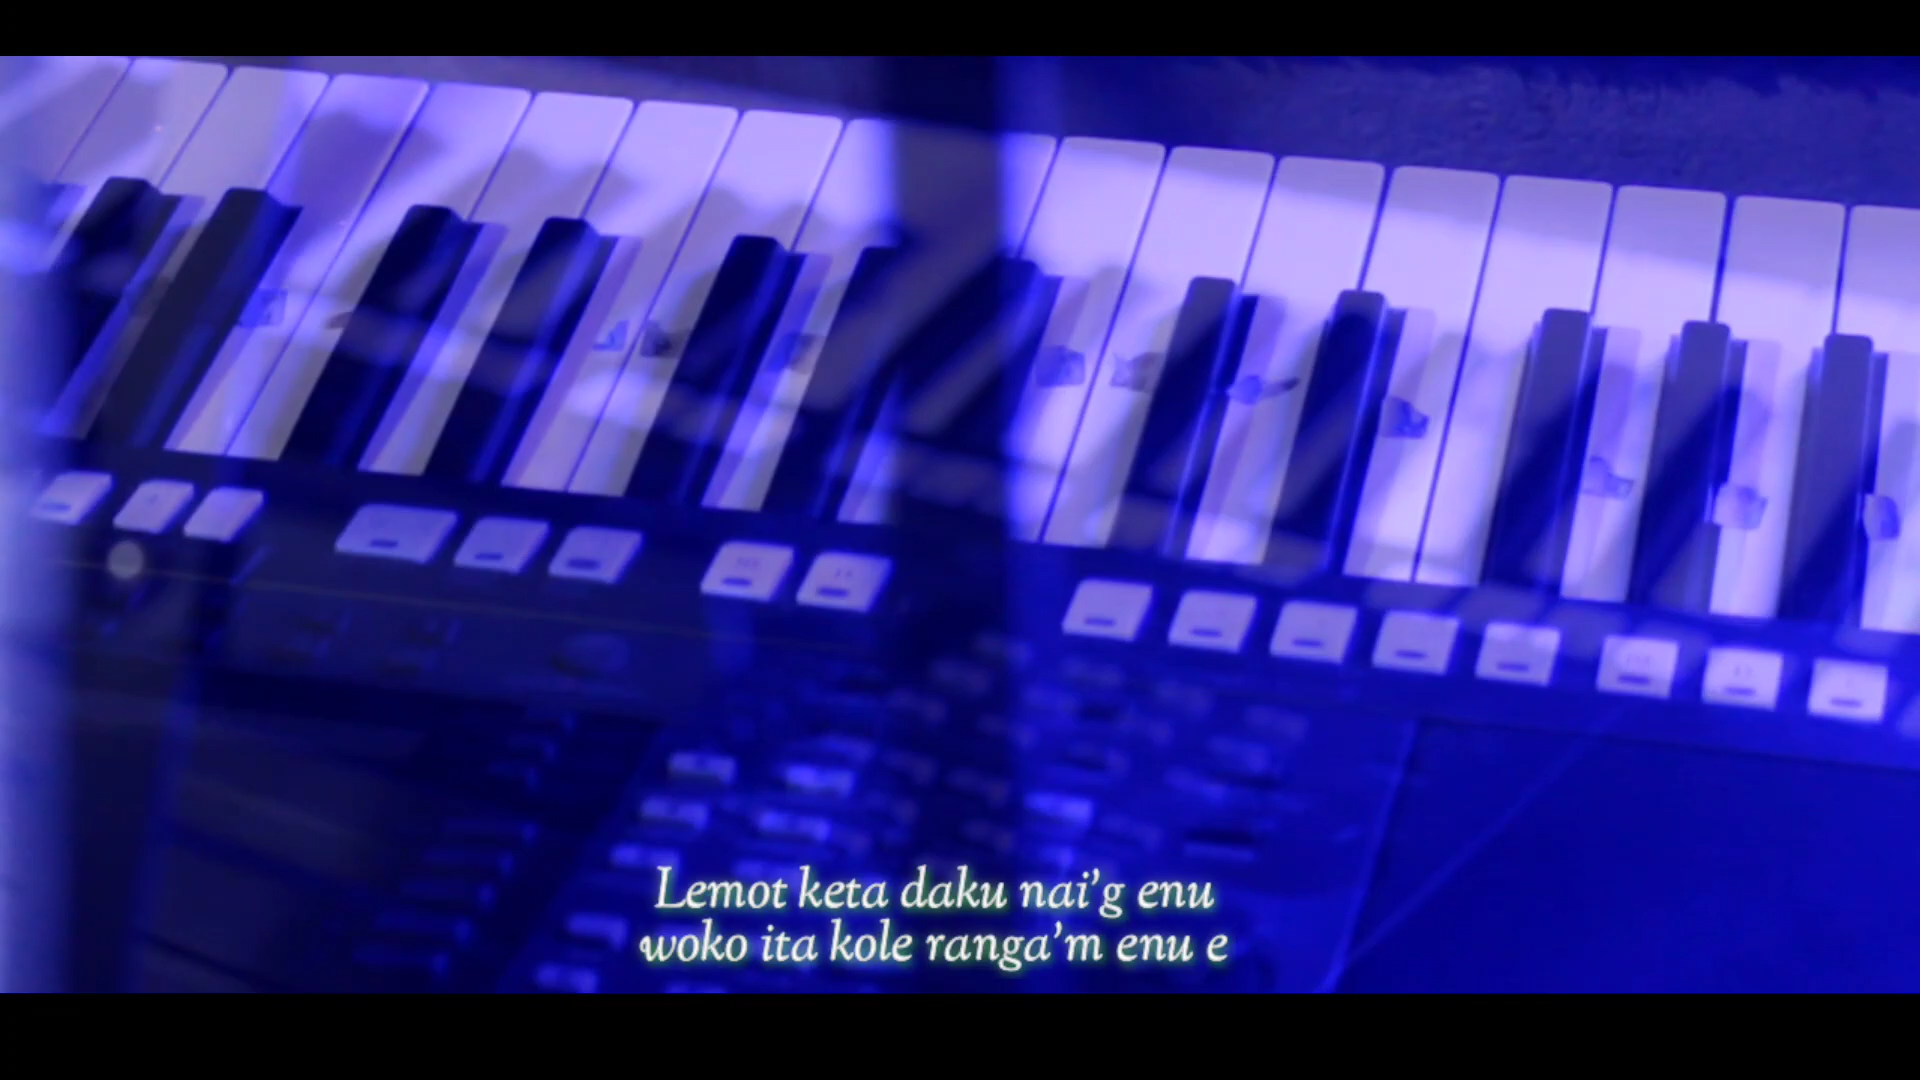 Lemot keta daku nai’g enu
woko ita kole ranga’m enu e